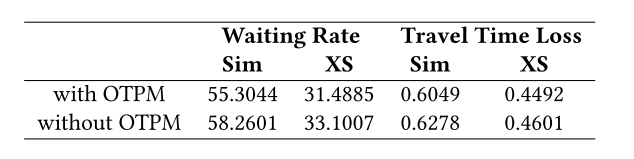 Waiting Rate Travel Time Loss
Sim XS Sim XS
with OTPM 55.3044 31.4885 0.6049 0.4492
without OTPM 58.2601 33.1007 0.6278 0.4601